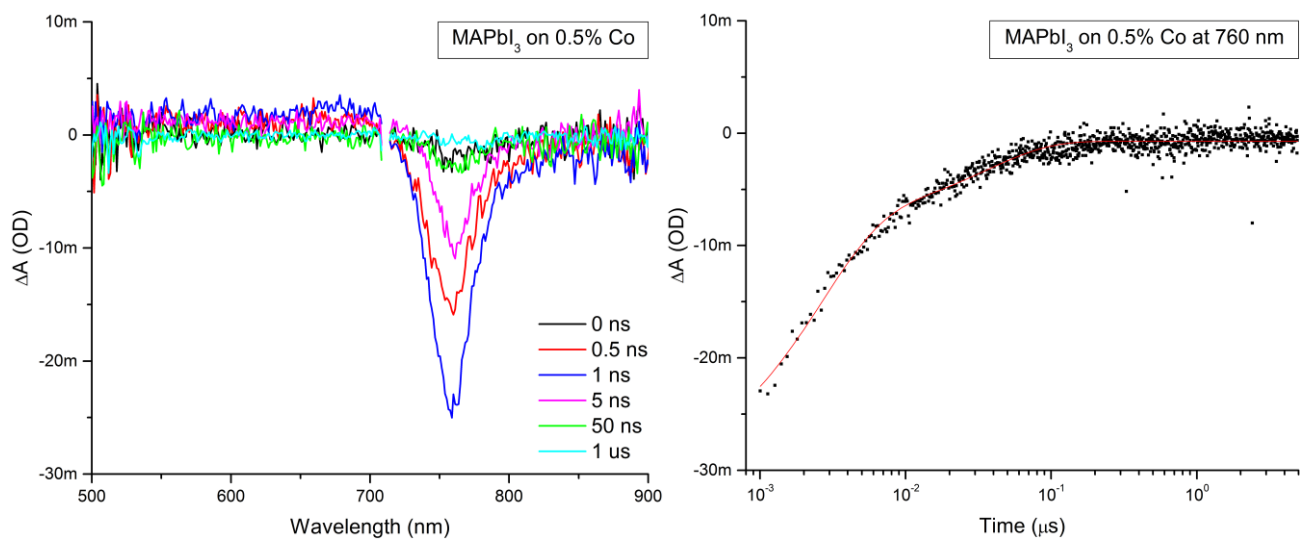 10m
0
-10m
-20m
-30m
ΔA (OD)
MAPbI₃ on 0.5% Co
0 ns
0.5 ns
1 ns
5 ns
50 ns
1 us
500 600 700 800 900
Wavelength (nm)
10m
0
-10m
-20m
-30m
ΔA (OD)
MAPbI₃ on 0.5% Co at 760 nm
10⁻³ 10⁻² 10⁻¹ 10⁰
Time (μs)